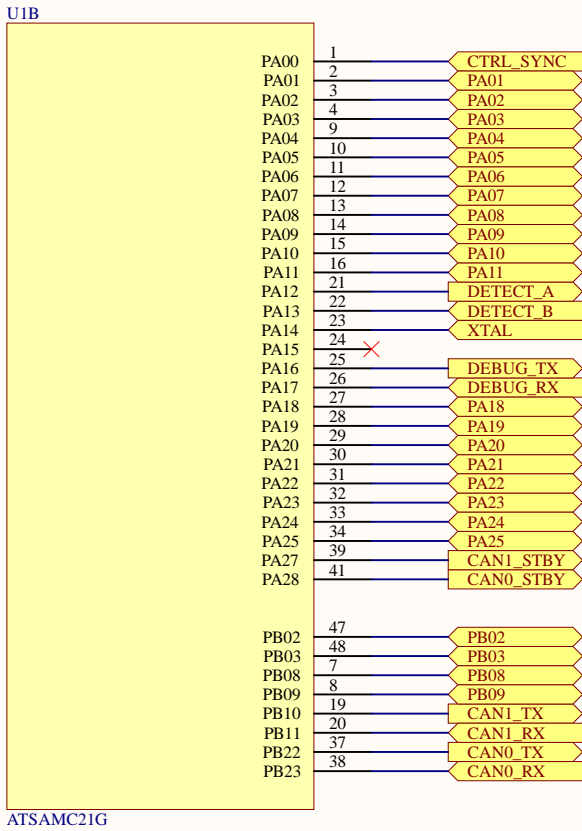 U1B
PA00 1 CTRL_SYNC
PA01 2 PA01
PA02 3 PA02
PA03 4 PA03
PA04 9 PA04
PA05 10 PA05
PA06 11 PA06
PA07 12 PA07
PA08 13 PA08
PA09 14 PA09
PA10 15 PA10
PA11 16 PA11
PA12 21 DETECT_A
PA13 22 DETECT_B
PA14 23 XTAL
PA15 24
PA16 25 DEBUG_TX
PA17 26 DEBUG_RX
PA18 27 PA18
PA19 28 PA19
PA20 29 PA20
PA21 30 PA21
PA22 31 PA22
PA23 32 PA23
PA24 33 PA24
PA25 34 PA25
PA27 39 CAN1_STBY
PA28 41 CAN0_STBY
PB02 47 PB02
PB03 48 PB03
PB08 7 PB08
PB09 8 PB09
PB10 19 CAN1_TX
PB11 20 CAN1_RX
PB22 37 CAN0_TX
PB23 38 CAN0_RX
ATSAMC21G